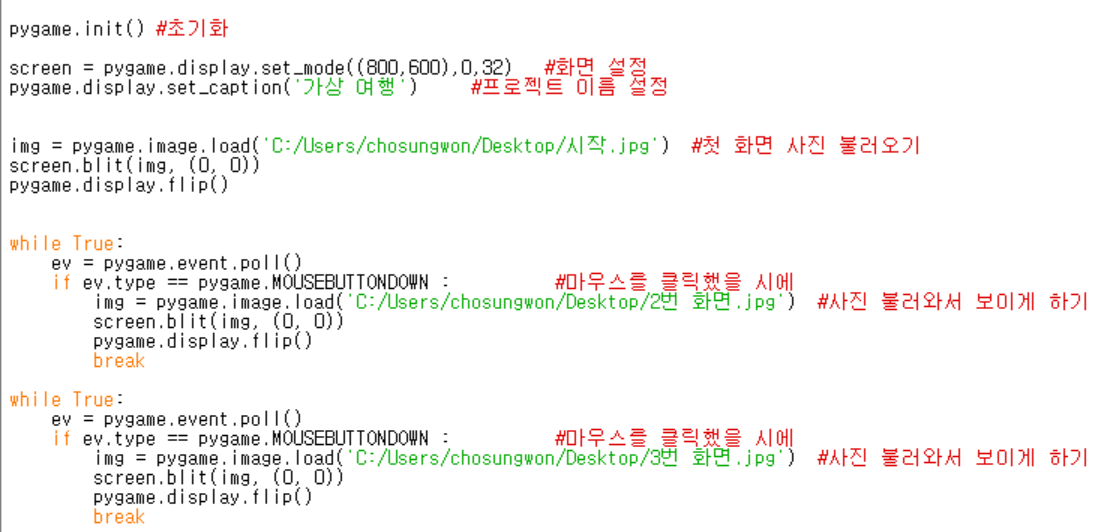 pygame.init() #초기화
screen = pygame.display.set_mode((800,600),0,32) #화면 설정
pygame.display.set_caption('가상 여행') #프로젝트 이름 설정
img = pygame.image.load('C:/Users/chosungwon/Desktop/시작.jpg') #첫 화면 사진 불러오기
screen.blit(img, (0, 0))
pygame.display.flip()
while True:
ev = pygame.event.poll()
if ev.type == pygame.MOUSEBUTTONDOWN : #마우스를 클릭했을 시에
img = pygame.image.load('C:/Users/chosungwon/Desktop/2번 화면.jpg') #사진 불러와서 보이게 하기
screen.blit(img, (0, 0))
pygame.display.flip()
break
while True:
ev = pygame.event.poll()
if ev.type == pygame.MOUSEBUTTONDOWN : #마우스를 클릭했을 시에
img = pygame.image.load('C:/Users/chosungwon/Desktop/3번 화면.jpg') #사진 불러와서 보이게 하기
screen.blit(img, (0, 0))
pygame.display.flip()
break